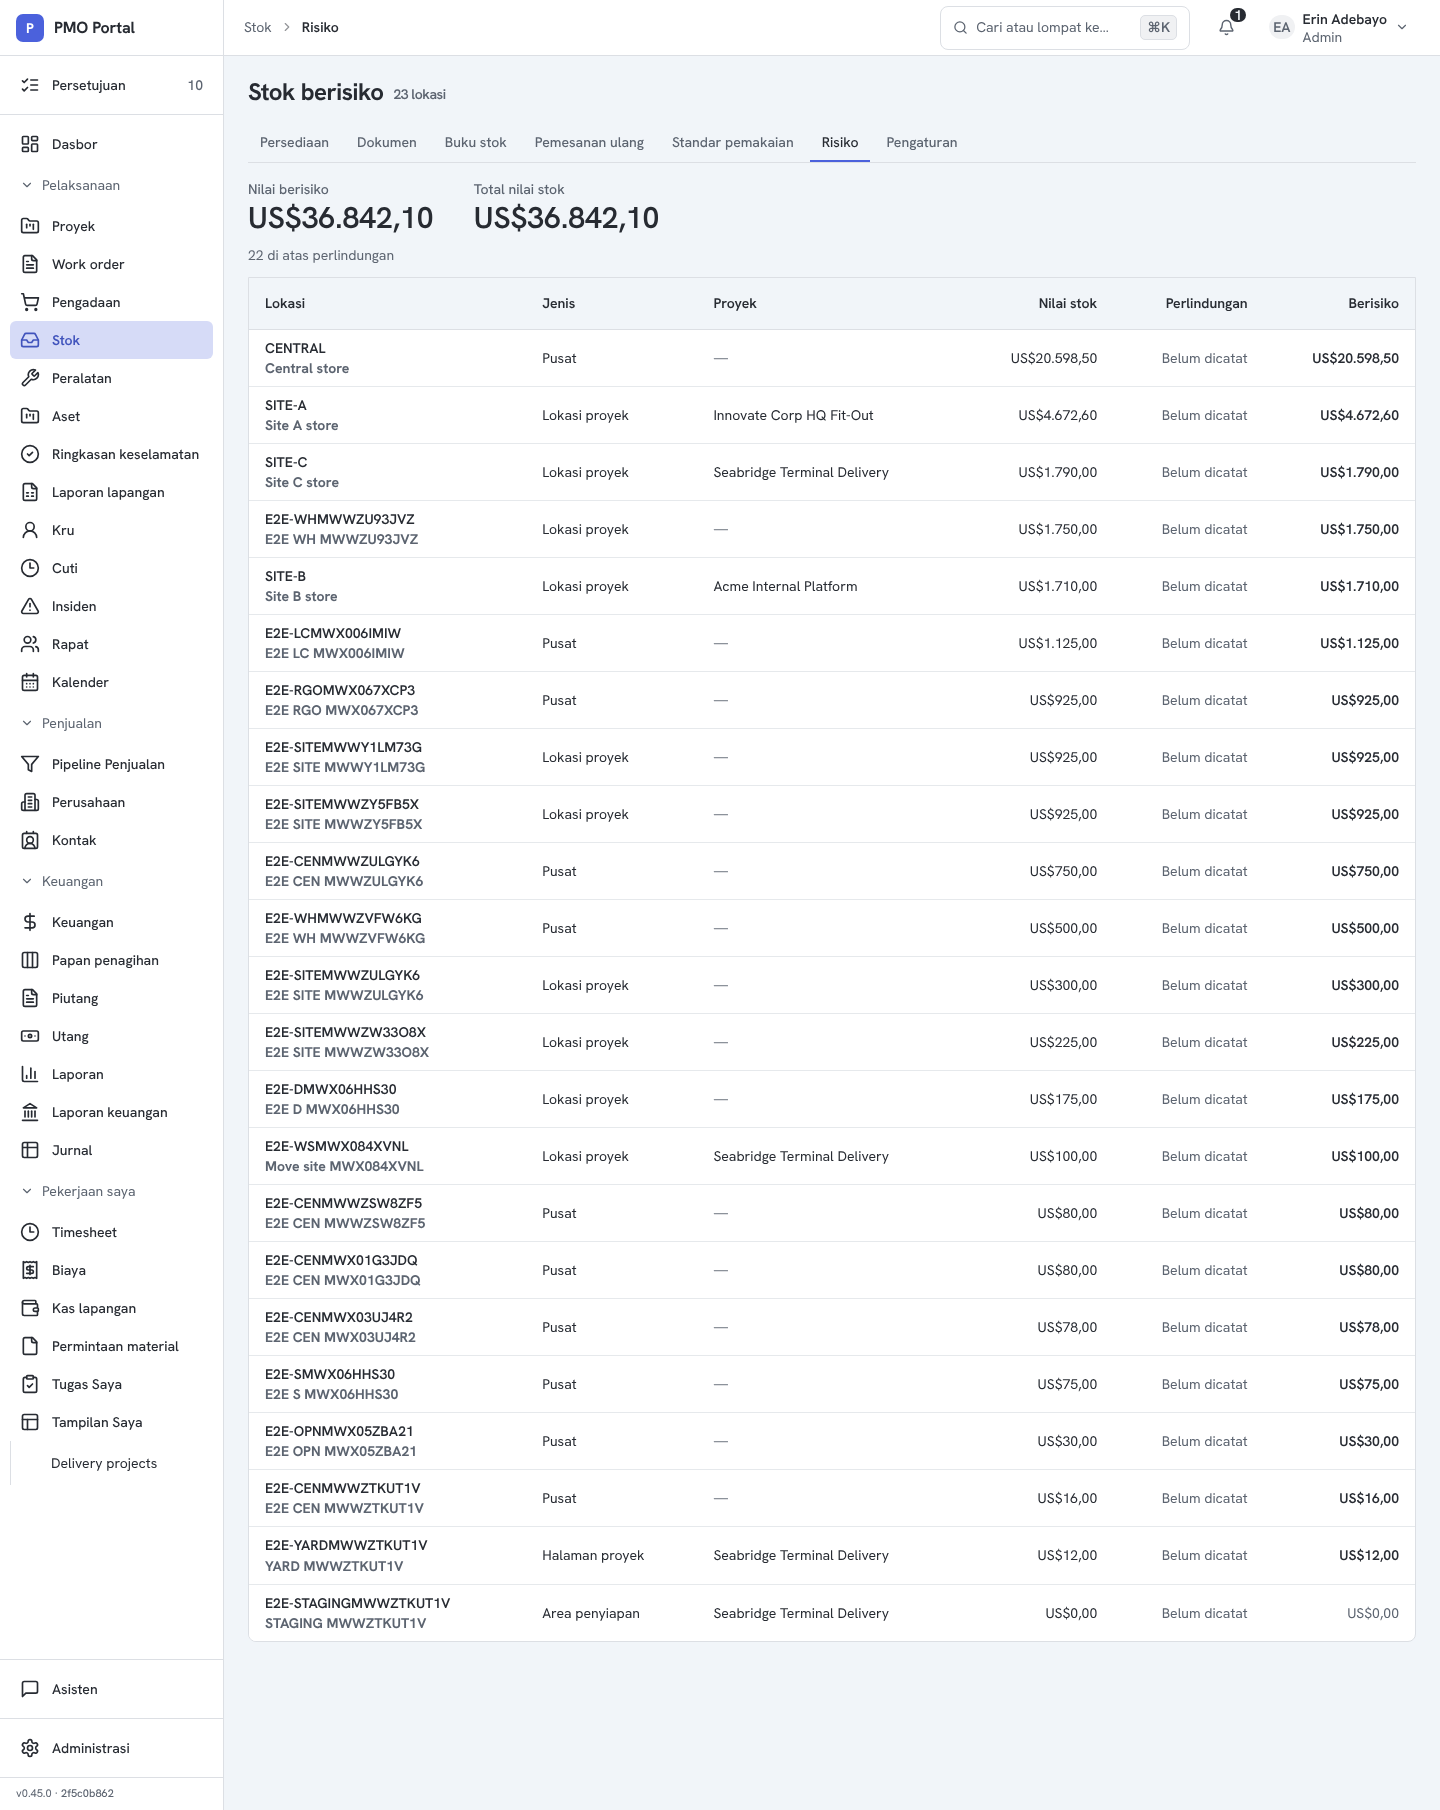 P PMO Portal
Persetujuan 10
Dasbor
Pelaksanaan
Proyek
Work order
Pengadaan
Stok
Peralatan
Aset
Ringkasan keselamatan
Laporan lapangan
Kru
Cuti
Insiden
Rapat
Kalender
Penjualan
Pipeline Penjualan
Perusahaan
Kontak
Keuangan
Keuangan
Papan penagihan
Piutang
Utang
Laporan
Laporan keuangan
Jurnal
Pekerjaan saya
Timesheet
Biaya
Kas lapangan
Permintaan material
Tugas Saya
Tampilan Saya
Delivery projects
Asisten
Administrasi
v0.45.0 · 2f5c0b862
Stok Risiko
Cari atau lompat ke... ⌘K
1
EA Erin Adebayo
Admin
Stok berisiko 23 lokasi
Persediaan Dokumen Buku stok Pemesanan ulang Standar pemakaian Risiko Pengaturan
Nilai berisiko Total nilai stok
US$36.842,10 US$36.842,10
22 di atas perlindungan
Lokasi Jenis Proyek Nilai stok Perlindungan Berisiko
CENTRAL
Central store Pusat — US$20.598,50 Belum dicatat US$20.598,50
SITE-A
Site A store Lokasi proyek Innovate Corp HQ Fit-Out US$4.672,60 Belum dicatat US$4.672,60
SITE-C
Site C store Lokasi proyek Seabridge Terminal Delivery US$1.790,00 Belum dicatat US$1.790,00
E2E-WHMWWZU93JVZ
E2E WH MWWZU93JVZ Lokasi proyek — US$1.750,00 Belum dicatat US$1.750,00
SITE-B
Site B store Lokasi proyek Acme Internal Platform US$1.710,00 Belum dicatat US$1.710,00
E2E-LCMWX006IMIW
E2E LC MWX006IMIW Pusat — US$1.125,00 Belum dicatat US$1.125,00
E2E-RGOMWX067XCP3
E2E RGO MWX067XCP3 Pusat — US$925,00 Belum dicatat US$925,00
E2E-SITEMWWY1LM73G
E2E SITE MWWY1LM73G Lokasi proyek — US$925,00 Belum dicatat US$925,00
E2E-SITEMWWZY5FB5X
E2E SITE MWWZY5FB5X Lokasi proyek — US$925,00 Belum dicatat US$925,00
E2E-CENMWWZULGYK6
E2E CEN MWWZULGYK6 Pusat — US$750,00 Belum dicatat US$750,00
E2E-WHMWWZVFW6KG
E2E WH MWWZVFW6KG Pusat — US$500,00 Belum dicatat US$500,00
E2E-SITEMWWZULGYK6
E2E SITE MWWZULGYK6 Lokasi proyek — US$300,00 Belum dicatat US$300,00
E2E-SITEMWWZW33O8X
E2E SITE MWWZW33O8X Lokasi proyek — US$225,00 Belum dicatat US$225,00
E2E-DMWX06HHS30
E2E D MWX06HHS30 Lokasi proyek — US$175,00 Belum dicatat US$175,00
E2E-WSMWX084XVNL
Move site MWX084XVNL Lokasi proyek Seabridge Terminal Delivery US$100,00 Belum dicatat US$100,00
E2E-CENMWWZSW8ZF5
E2E CEN MWWZSW8ZF5 Pusat — US$80,00 Belum dicatat US$80,00
E2E-CENMWX01G3JDQ
E2E CEN MWX01G3JDQ Pusat — US$80,00 Belum dicatat US$80,00
E2E-CENMWX03UJ4R2
E2E CEN MWX03UJ4R2 Pusat — US$78,00 Belum dicatat US$78,00
E2E-SMWX06HHS30
E2E S MWX06HHS30 Pusat — US$75,00 Belum dicatat US$75,00
E2E-OPNMWX05ZBA21
E2E OPN MWX05ZBA21 Pusat — US$30,00 Belum dicatat US$30,00
E2E-CENMWWZTKUT1V
E2E CEN MWWZTKUT1V Pusat — US$16,00 Belum dicatat US$16,00
E2E-YARDMWWZTKUT1V
YARD MWWZTKUT1V Halaman proyek Seabridge Terminal Delivery US$12,00 Belum dicatat US$12,00
E2E-STAGINGMWWZTKUT1V
STAGING MWWZTKUT1V Area penyiapan Seabridge Terminal Delivery US$0,00 Belum dicatat US$0,00